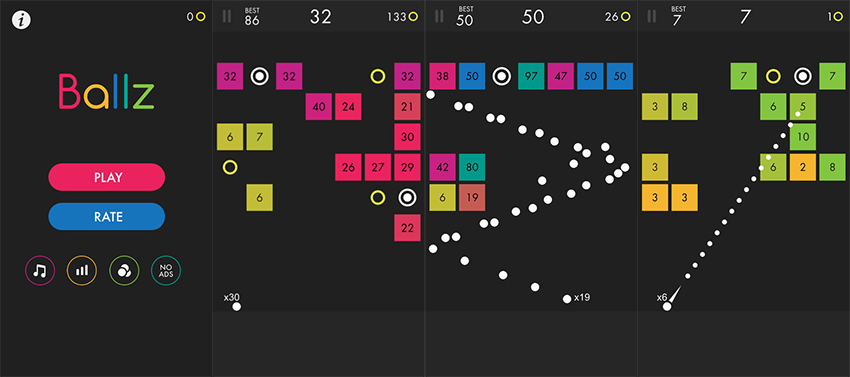 i
0
Ballz
PLAY
RATE
NO
ADS
BEST
86
32
133
32 32 32
40 24 21
6 7 30
26 27 29
6
22
x30
BEST
50
50
26
38 50 97 47 50 50
42 80
6 19
x19
BEST
7
7
1
7 7
3 8 6 5
10
3 6 2 8
3 3
x6